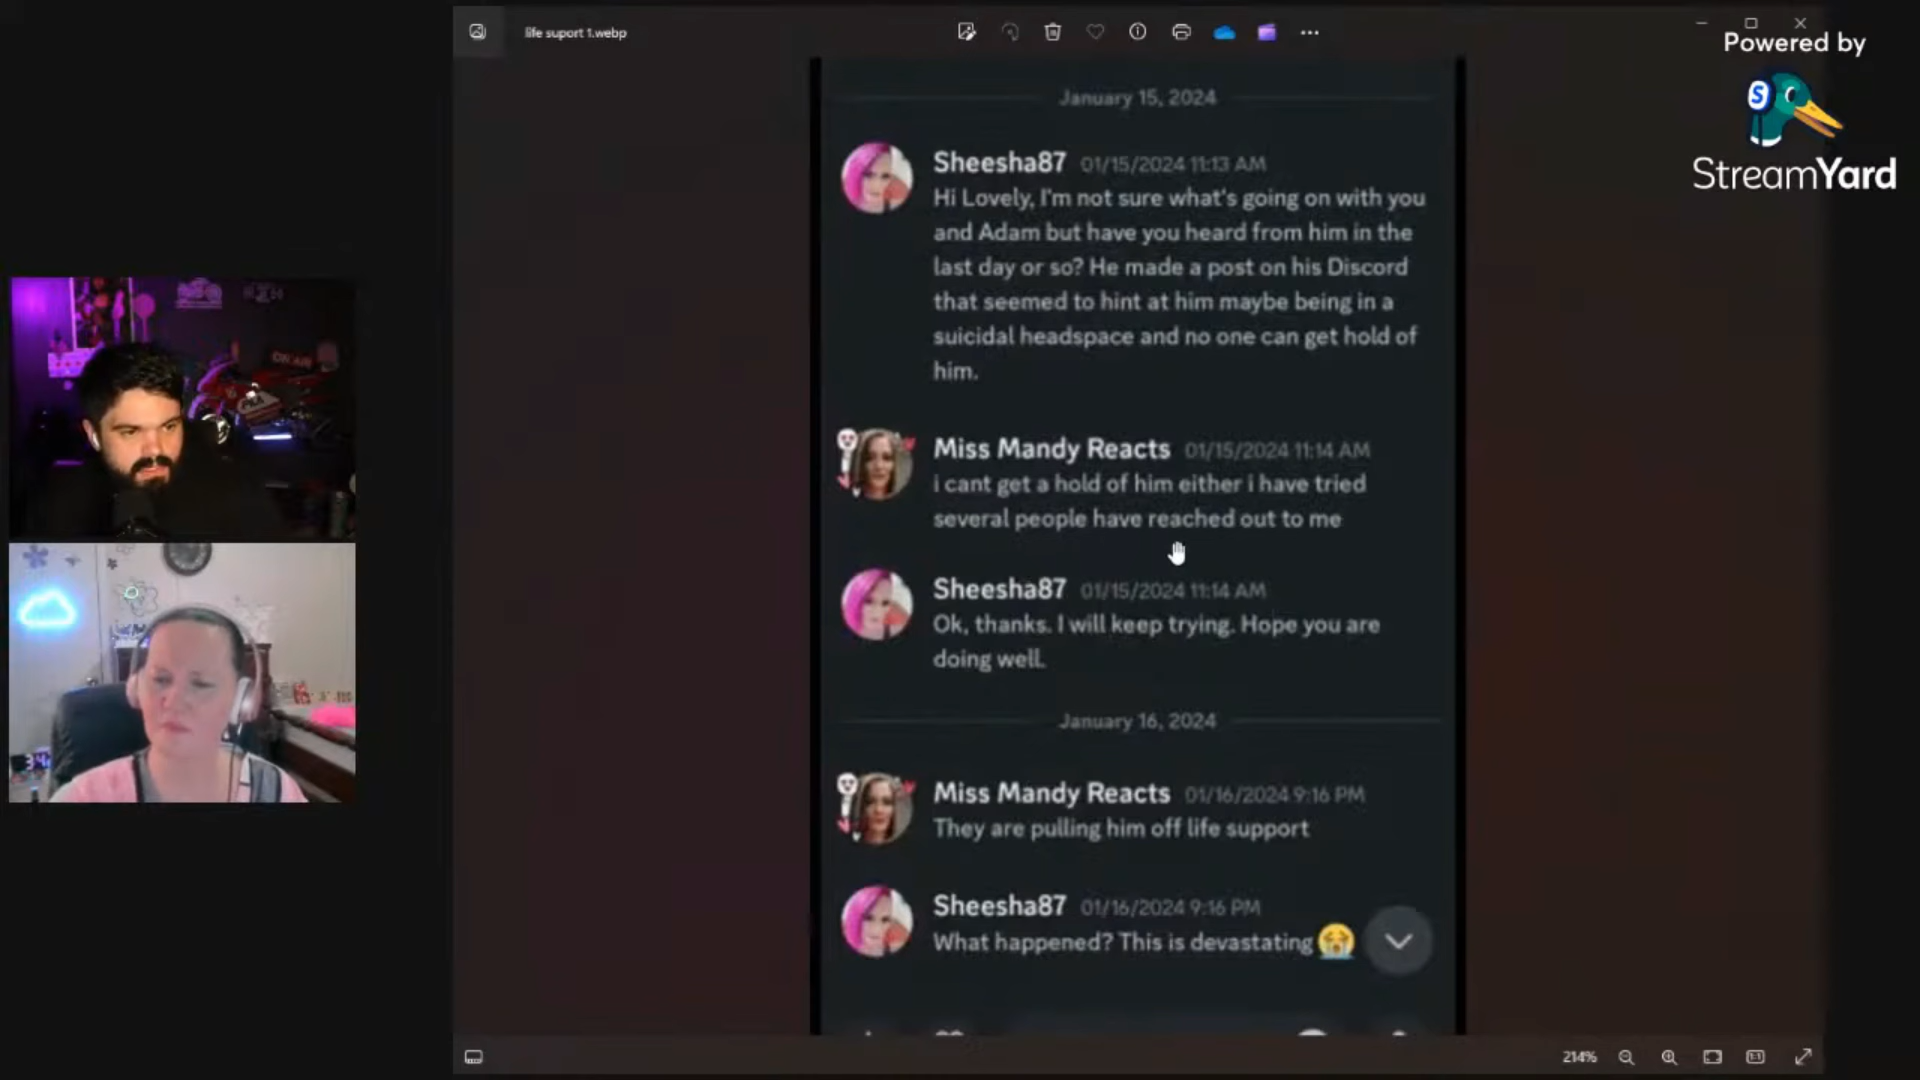 life suport 1.webp
Powered by
StreamYard
January 15, 2024
Sheesha87 01/15/2024 11:13 AM
Hi Lovely, I'm not sure what's going on with you
and Adam but have you heard from him in the
last day or so? He made a post on his Discord
that seemed to hint at him maybe being in a
suicidal headspace and no one can get hold of
him.
Miss Mandy Reacts 01/15/2024 11:14 AM
i cant get a hold of him either i have tried
several people have reached out to me
Sheesha87 01/15/2024 11:14 AM
Ok, thanks. I will keep trying. Hope you are
doing well.
January 16, 2024
Miss Mandy Reacts 01/16/2024 9:16 PM
They are pulling him off life support
Sheesha87 01/16/2024 9:16 PM
What happened? This is devastating
214%
ON AIR